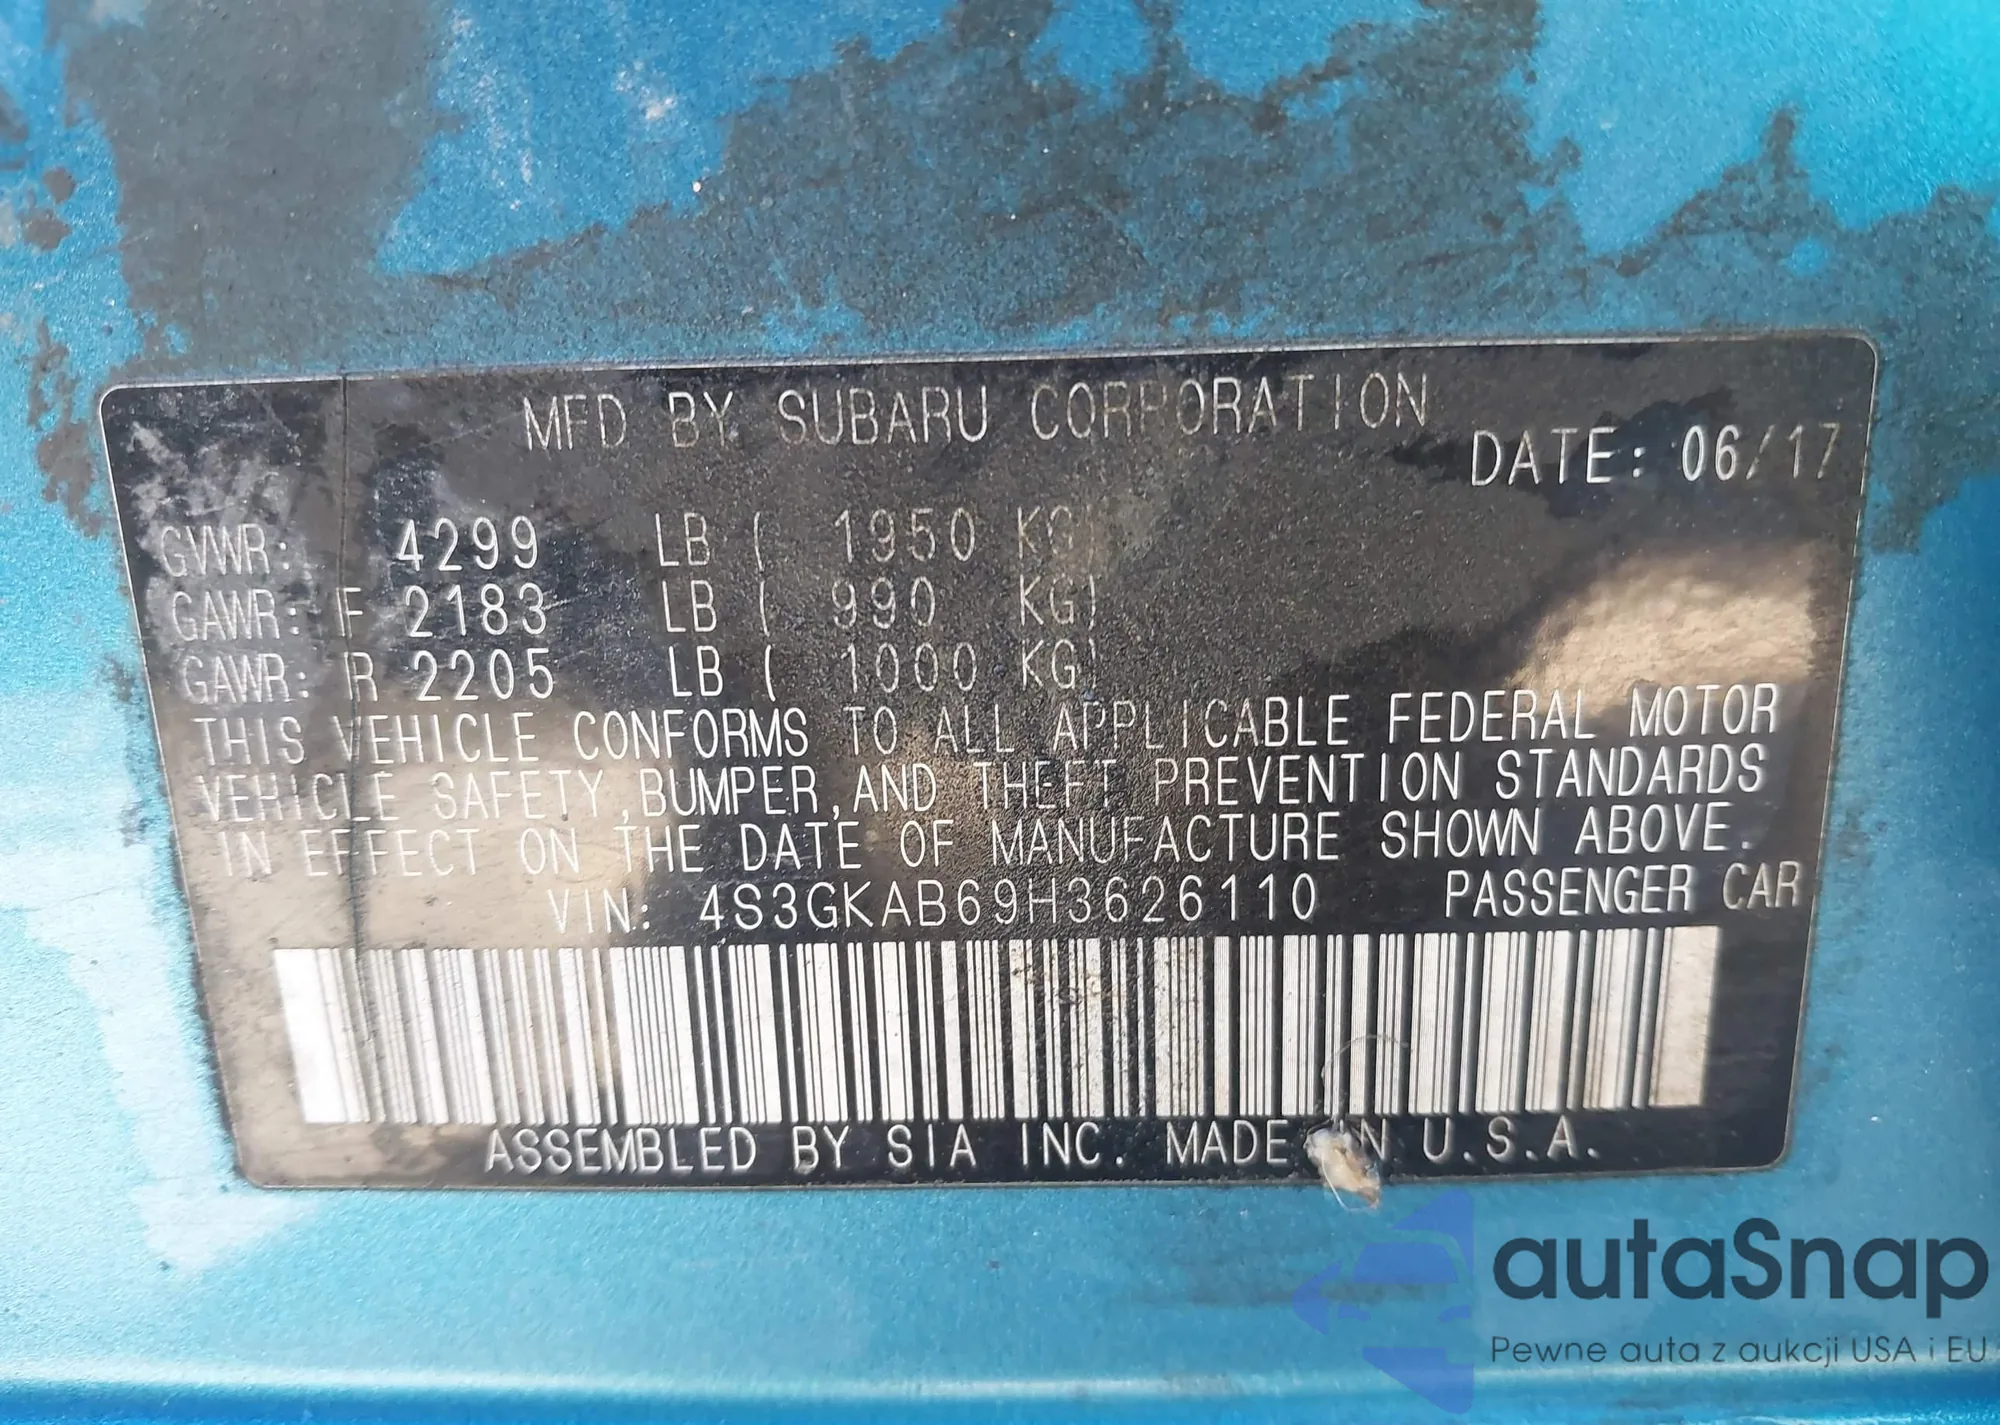 MFD BY SUBARU CORPORATION
DATE: 06/17
GVWR: 4299 LB ( 1950 KG)
GAWR: F 2183 LB ( 990 KG)
GAWR: R 2205 LB ( 1000 KG)
THIS VEHICLE CONFORMS TO ALL APPLICABLE FEDERAL MOTOR
VEHICLE SAFETY, BUMPER, AND THEFT PREVENTION STANDARDS
IN EFFECT ON THE DATE OF MANUFACTURE SHOWN ABOVE.
VIN: 4S3GKAB69H3626110 PASSENGER CAR
ASSEMBLED BY SIA INC. MADE IN U.S.A.
autaSnap
Pewne auta z aukcji USA i EU